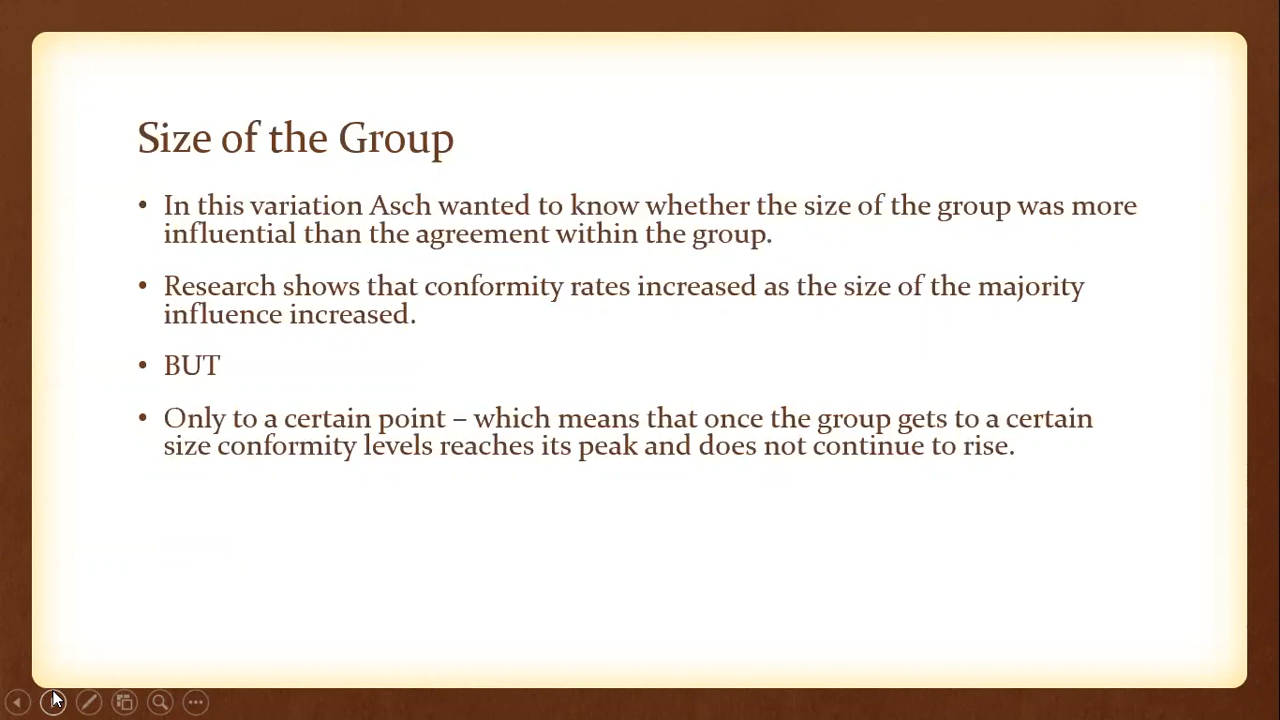 Size of the Group
• In this variation Asch wanted to know whether the size of the group was more
influential than the agreement within the group.
• Research shows that conformity rates increased as the size of the majority
influence increased.
• BUT
• Only to a certain point – which means that once the group gets to a certain
size conformity levels reaches its peak and does not continue to rise.